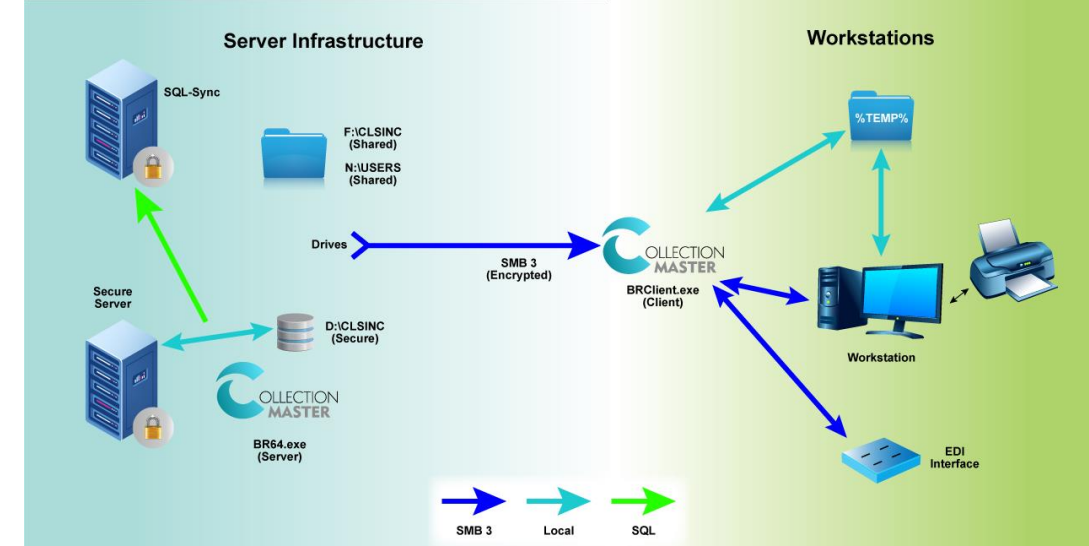 Server Infrastructure
Workstations
SQL-Sync
F:\CLSINC
(Shared)
N:\USERS
(Shared)
%TEMP%
Drives
SMB 3
(Encrypted)
COLLECTION
MASTER
BRClient.exe
(Client)
Secure
Server
D:\CLSINC
(Secure)
COLLECTION
MASTER
BR64.exe
(Server)
Workstation
EDI
Interface
SMB 3
Local
SQL